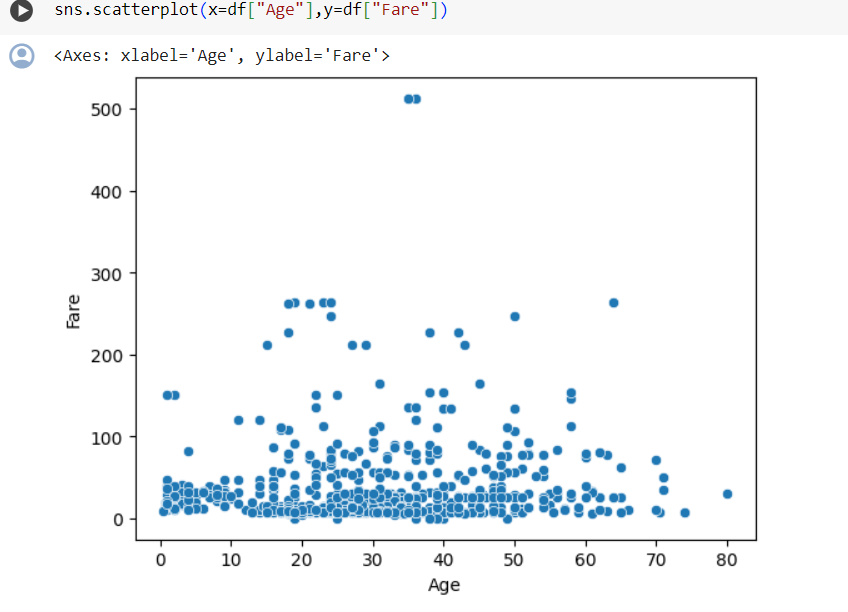 sns.scatterplot(x=df["Age"],y=df["Fare"])
<Axes: xlabel='Age', ylabel='Fare'>
500
400
300
200
100
0
Fare
0 10 20 30 40 50 60 70 80
Age